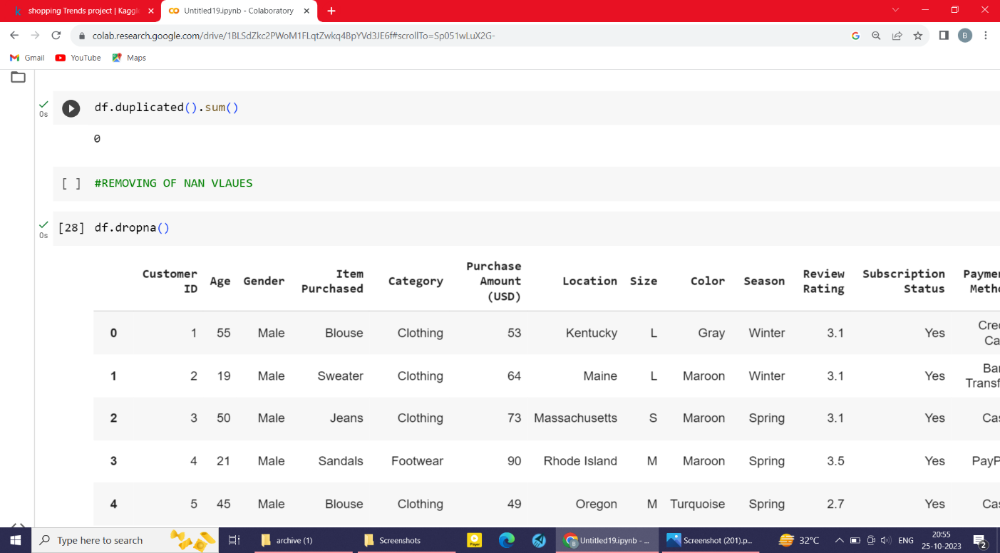 shopping Trends project | Kaggl
Untitled19.ipynb - Colaboratory
colab.research.google.com/drive/1BLSdZkc2PWoM1FLqtZwkq4BpYVd3JE6f#scrollTo=Sp051wLuX2G-
B
Gmail YouTube Maps
0s
df.duplicated().sum()
0
[ ] #REMOVING OF NAN VLAUES
0s
[28] df.dropna()
Customer ID Age Gender Item Purchased Category Purchase Amount (USD) Location Size Color Season Review Rating Subscription Status Paymer Metho
0 1 55 Male Blouse Clothing 53 Kentucky L Gray Winter 3.1 Yes Cre Ca
1 2 19 Male Sweater Clothing 64 Maine L Maroon Winter 3.1 Yes Bar Transf
2 3 50 Male Jeans Clothing 73 Massachusetts S Maroon Spring 3.1 Yes Cas
3 4 21 Male Sandals Footwear 90 Rhode Island M Maroon Spring 3.5 Yes PayP
4 5 45 Male Blouse Clothing 49 Oregon M Turquoise Spring 2.7 Yes Cas
Type here to search
archive (1)
Screenshots
Untitled19.ipynb - ...
Screenshot (201).p...
32°C
ENG
20:55
25-10-2023
2